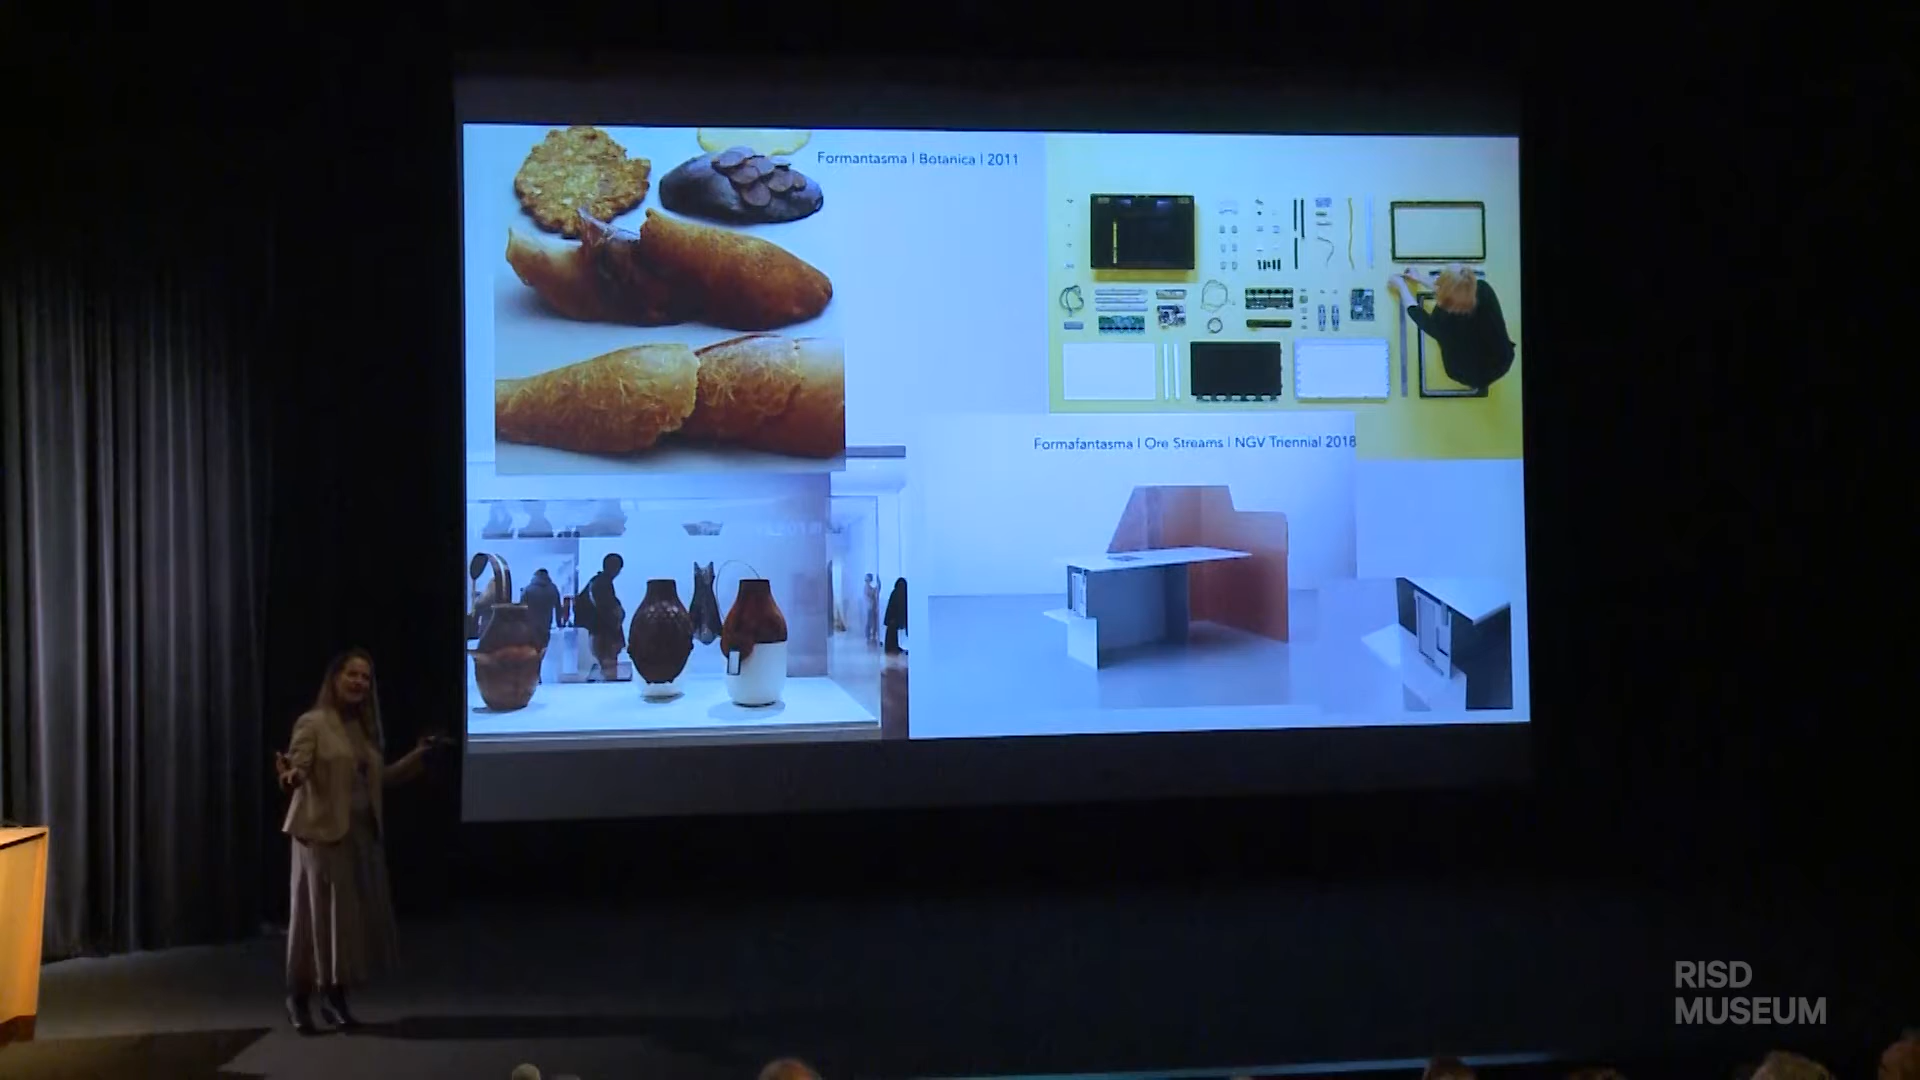 Formantasma | Botanica | 2011
Formafantasma | Ore Streams | NGV Triennial 2018
RISD
MUSEUM